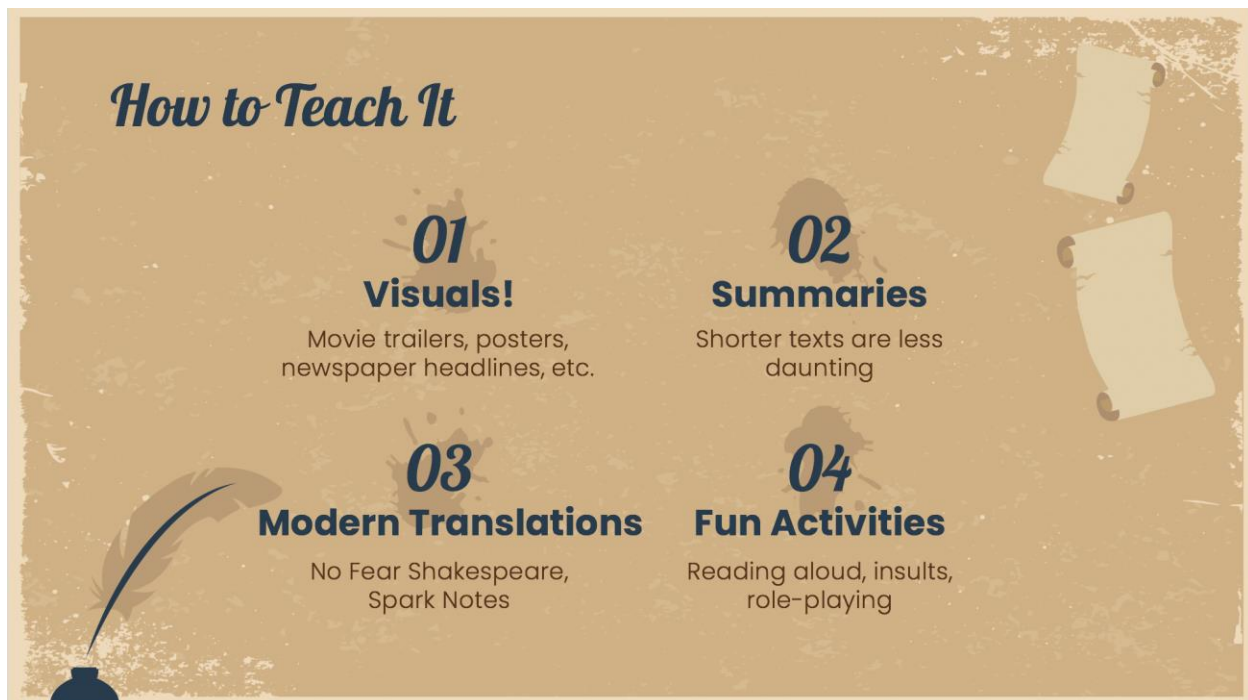 How to Teach It
01
Visuals!
Movie trailers, posters,
newspaper headlines, etc.
02
Summaries
Shorter texts are less
daunting
03
Modern Translations
No Fear Shakespeare,
Spark Notes
04
Fun Activities
Reading aloud, insults,
role-playing